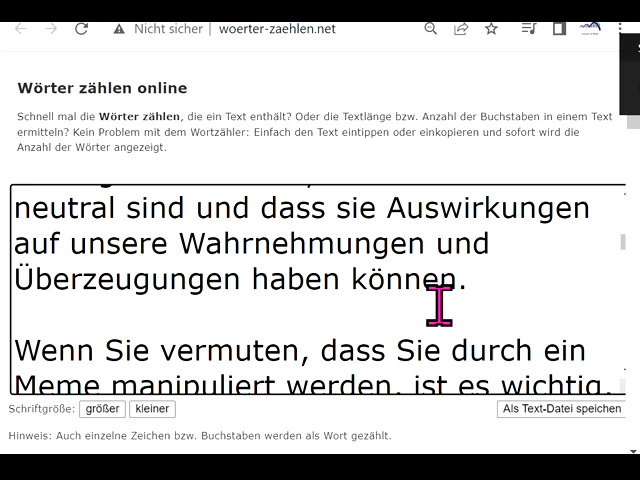 Nicht sicher | woerter-zaehlen.net
Wörter zählen online
Schnell mal die Wörter zählen, die ein Text enthält? Oder die Textlänge bzw. Anzahl der Buchstaben in einem Text
ermitteln? Kein Problem mit dem Wortzähler: Einfach den Text eintippen oder einkopieren und sofort wird die
Anzahl der Wörter angezeigt.
neutral sind und dass sie Auswirkungen
auf unsere Wahrnehmungen und
Überzeugungen haben können.
Wenn Sie vermuten, dass Sie durch ein
Meme manipuliert werden, ist es wichtig,
Schriftgröße: größer kleiner Als Text-Datei speichen
Hinweis: Auch einzelne Zeichen bzw. Buchstaben werden als Wort gezählt.